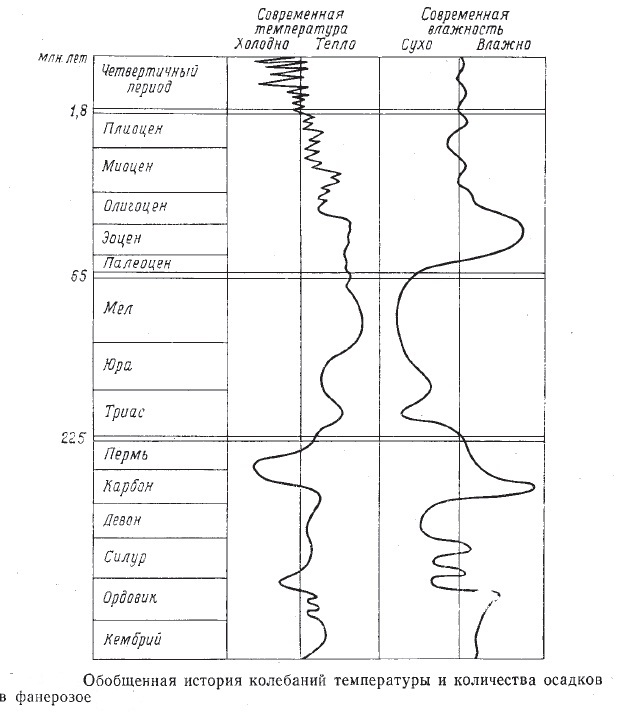 Современная температура
Современная влажность
Холодно Тепло Сухо Влажно
млн. лет
Четвертичный
период
1,8
Плиоцен
Миоцен
Олигоцен
Эоцен
Палеоцен
65
Мел
Юра
Триас
225
Пермь
Карбон
Девон
Силур
Ордовик
Кембрий
Обобщенная история колебаний температуры и количества осадков
в фанерозое